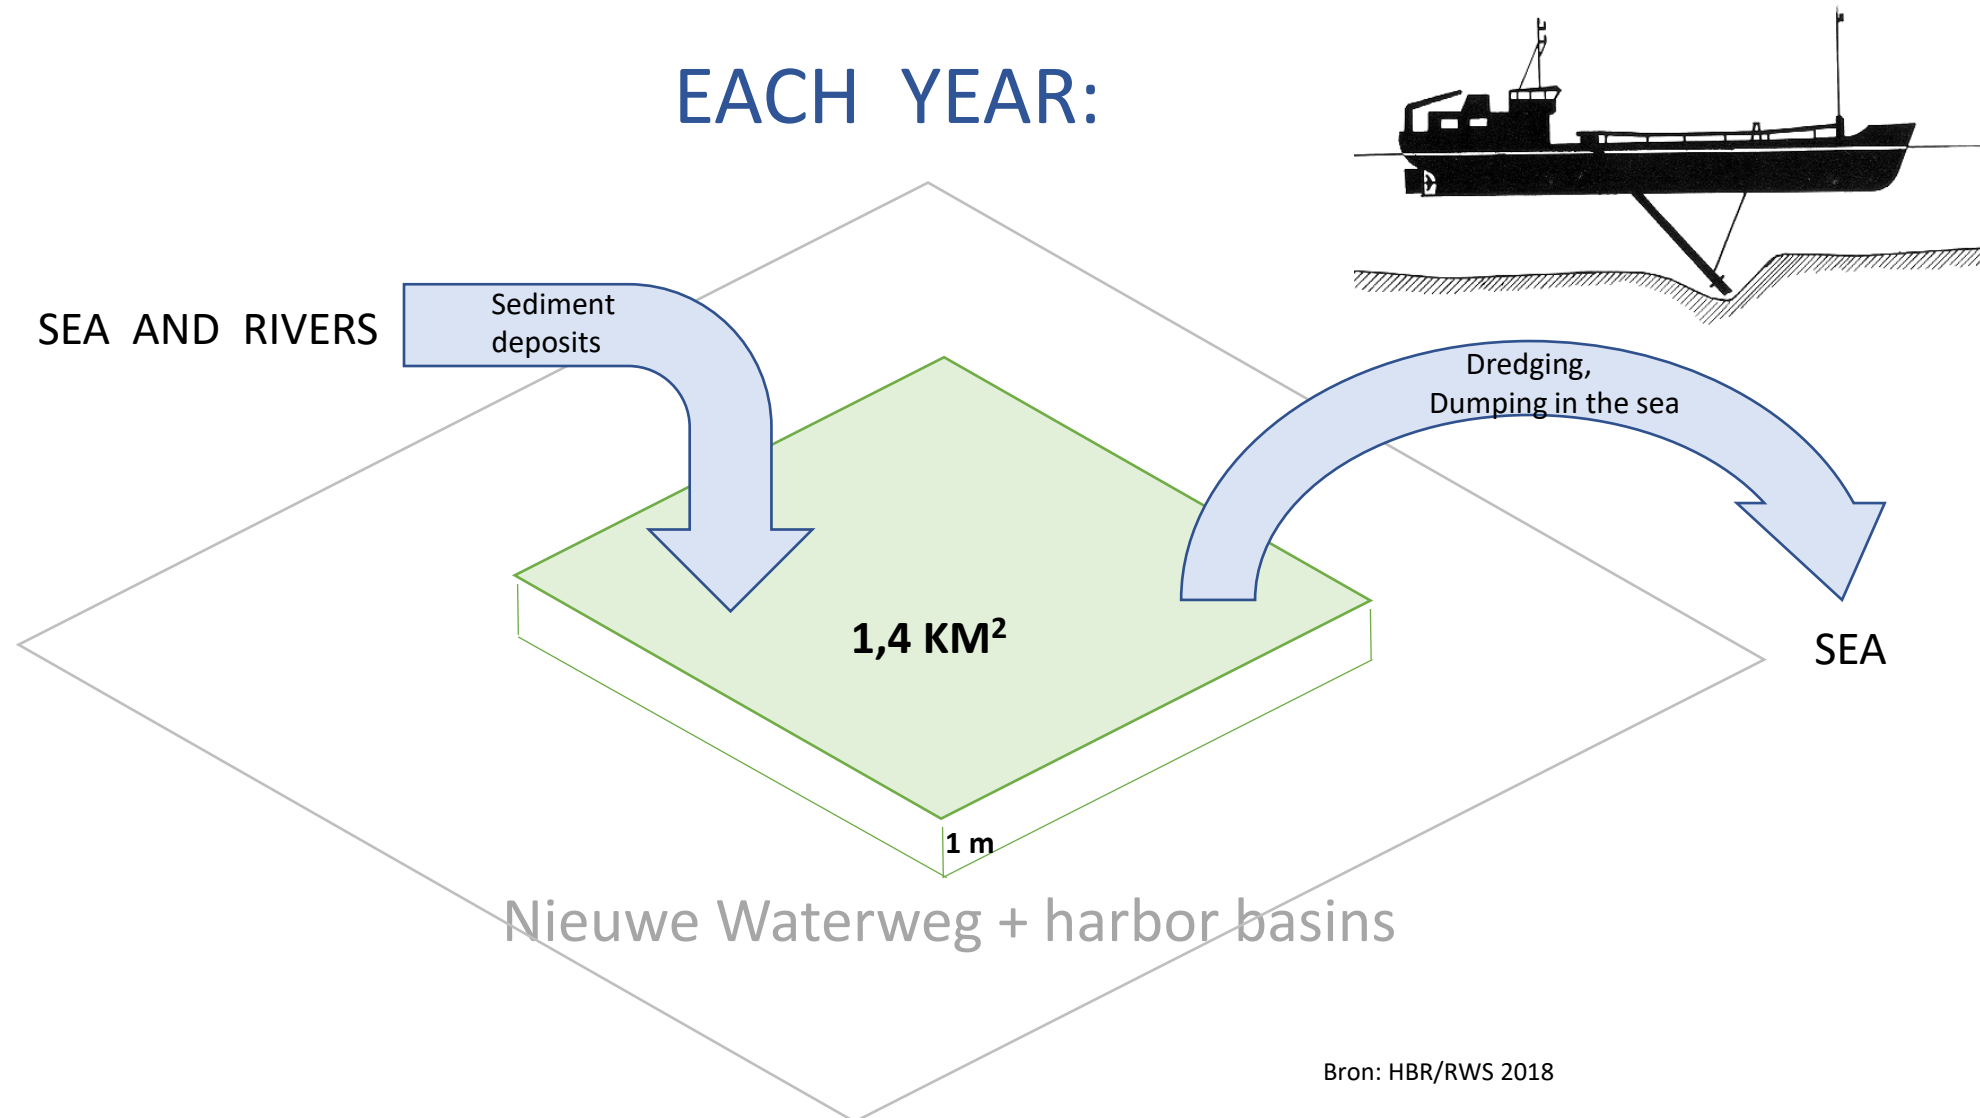 EACH YEAR:
SEA AND RIVERS
Sediment
deposits
Dredging,
Dumping in the sea
1,4 KM²
SEA
1 m
Nieuwe Waterweg + harbor basins
Bron: HBR/RWS 2018